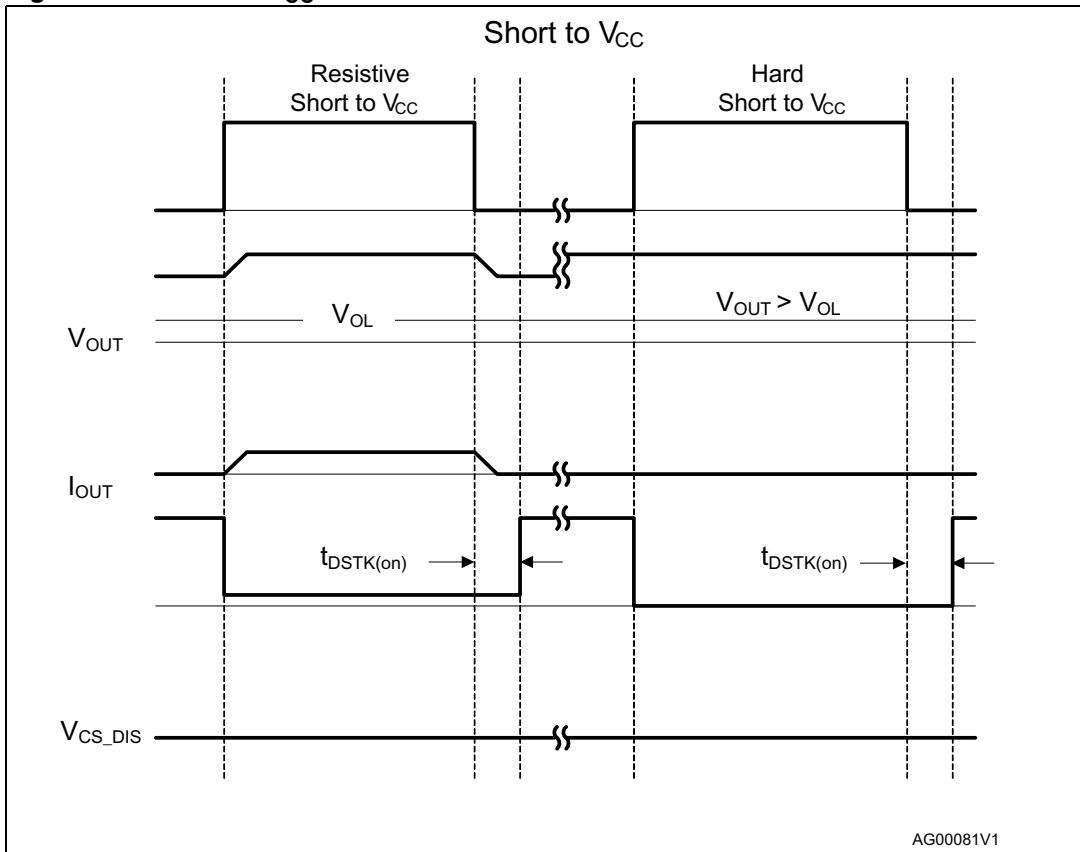 Short to VCC
Resistive
Short to VCC
Hard
Short to VCC
VOL
VOUT > VOL
VOUT
IOUT
tDSTK(on)
tDSTK(on)
VCS_DIS
AG00081V1